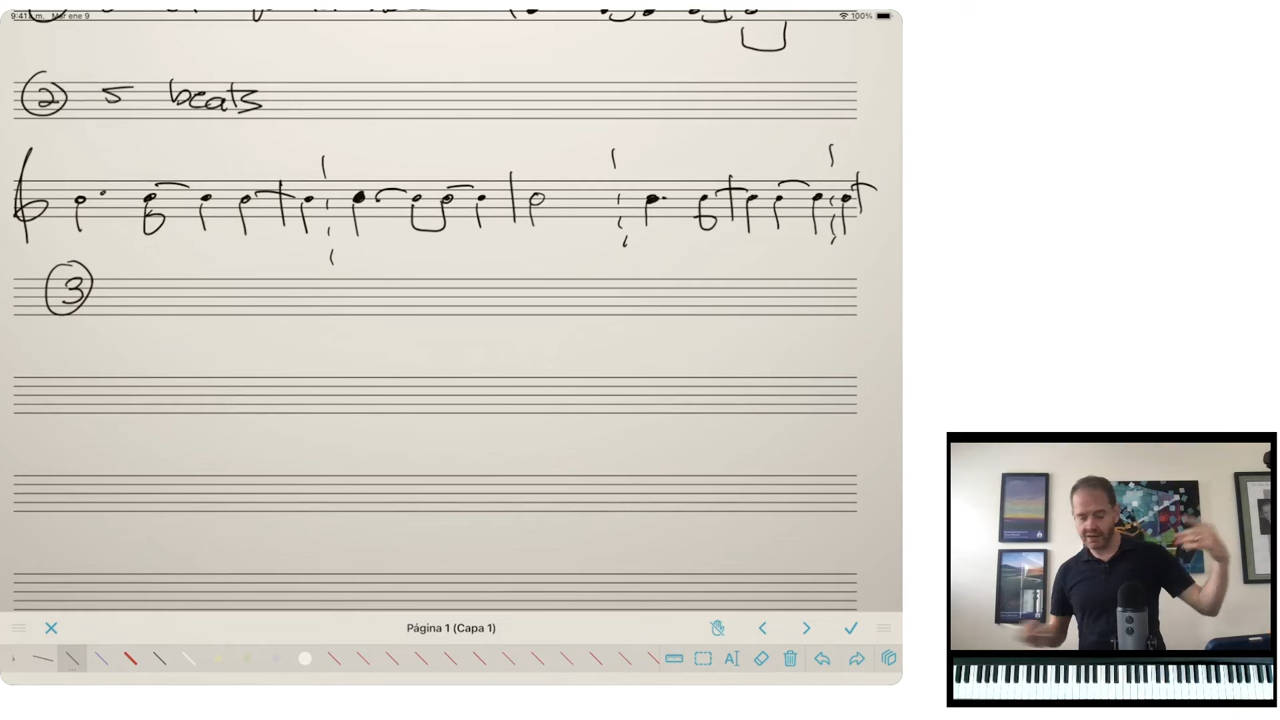 9:41 a. m. Mar ene 9
100%
2 5 beats
3
Página 1 (Capa 1)